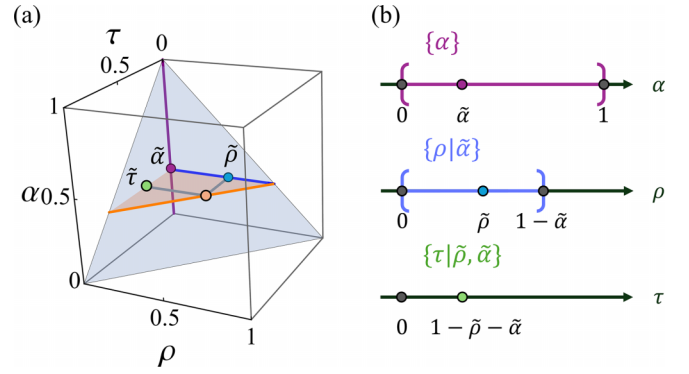 (a)
τ
0
0.5
1
α̃
ρ̃
τ̃
α
0.5
0
0.5
1
ρ
(b)
{α}
α
0 α̃ 1
{ρ|α̃}
ρ
0 ρ̃ 1 − α̃
{τ|ρ̃, α̃}
τ
0 1 − ρ̃ − α̃